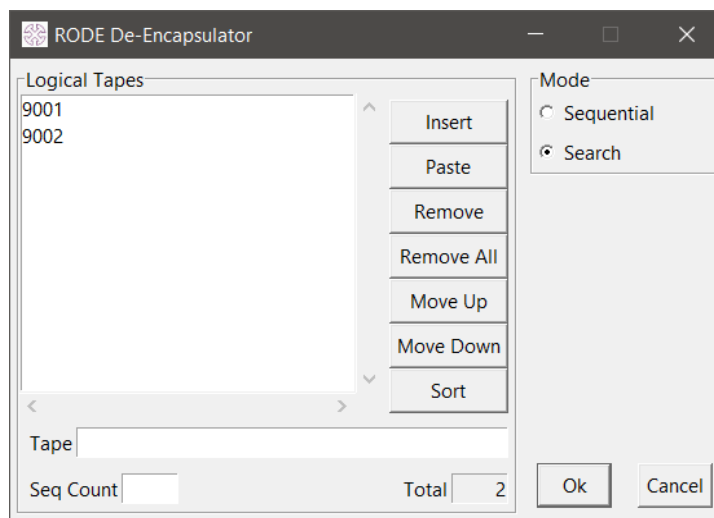 RODE De-Encapsulator
Logical Tapes
9001
9002
Insert
Paste
Remove
Remove All
Move Up
Move Down
Sort
Tape
Seq Count
Total 2
Mode
Sequential
Search
Ok
Cancel